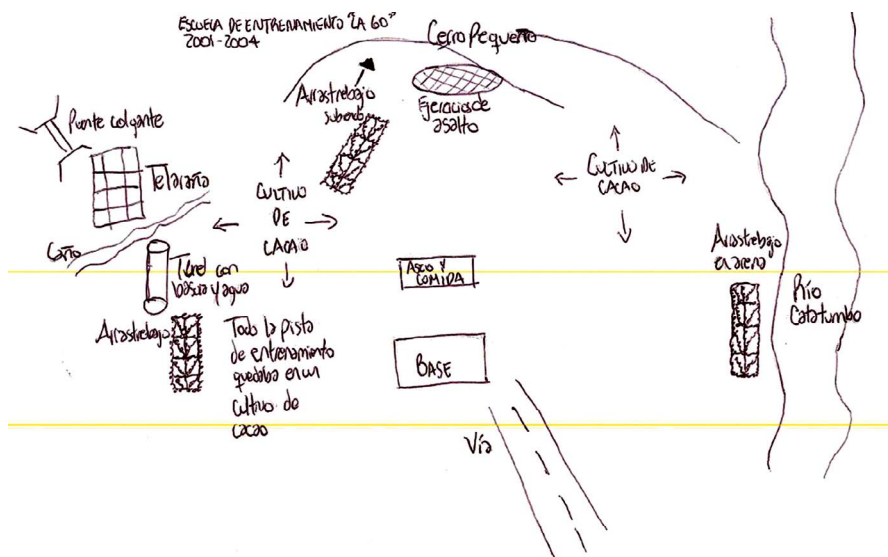 ESCUELA DE ENTRENAMIENTO "LA 60"
2001-2004
Cerro Pequeño
Puente colgante
Telaraña
Caño
Arrastrebajo
subiendo
Ejercicios de
asalto
CULTIVO
DE
CACAO
CULTIVO DE
CACAO
Túnel con
basura y agua
Arrastrebajo
Toda la pista
de entrenamiento
quedaba en un
cultivo de
cacao
ASEO Y
COMIDA
BASE
Vía
Arrastrebajo
en arena
Río
Catatumbo